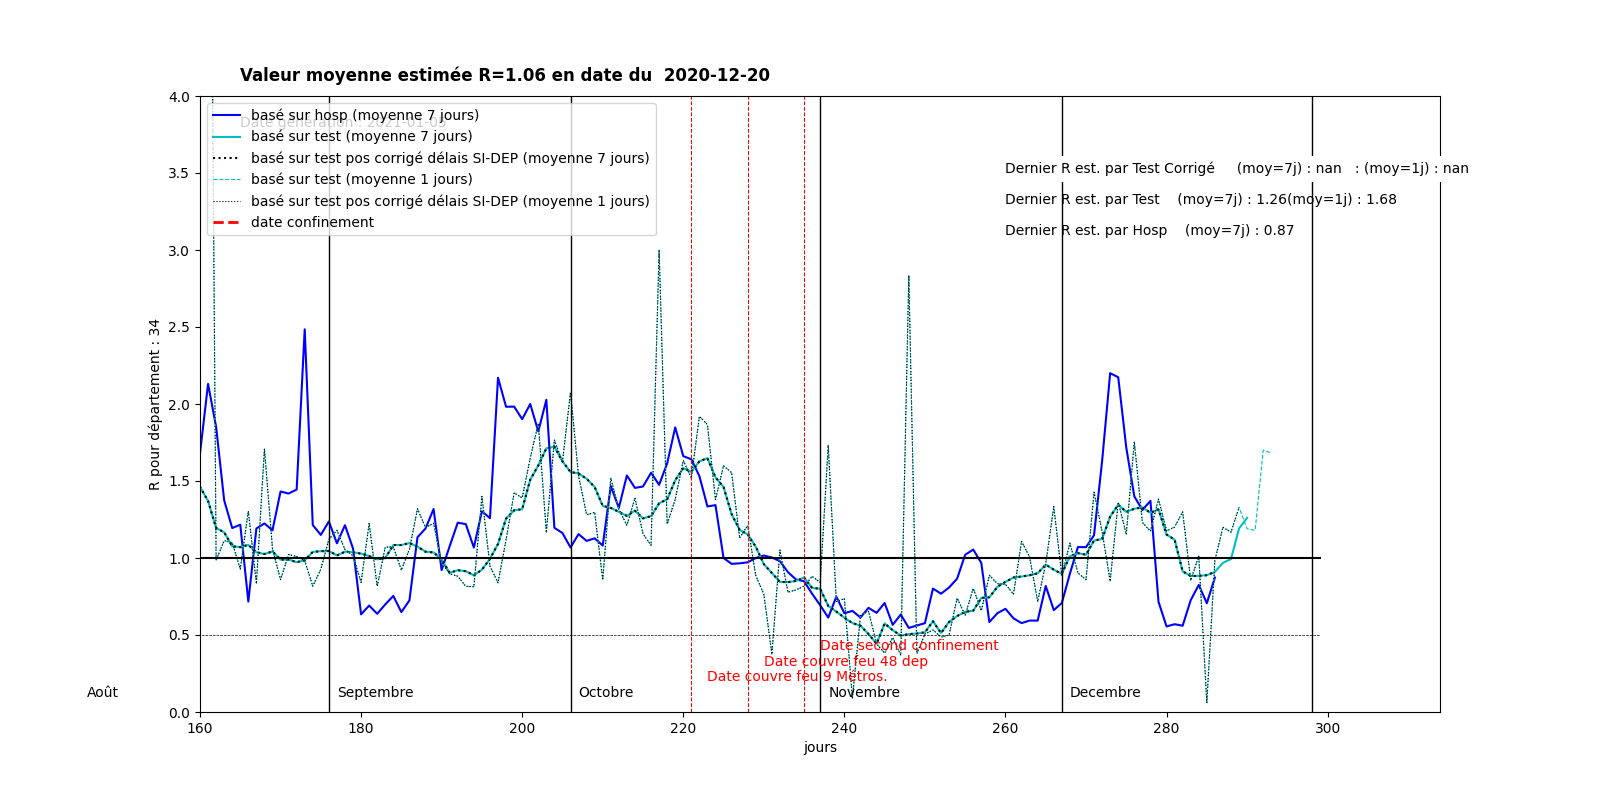 Valeur moyenne estimée R=1.06 en date du 2020-12-20
Date génération : 2021-01-05
basé sur hosp (moyenne 7 jours)
basé sur test (moyenne 7 jours)
basé sur test pos corrigé délais SI-DEP (moyenne 7 jours)
basé sur test (moyenne 1 jours)
basé sur test pos corrigé délais SI-DEP (moyenne 1 jours)
date confinement
Dernier R est. par Test Corrigé (moy=7j) : nan : (moy=1j) : nan
Dernier R est. par Test (moy=7j) : 1.26(moy=1j) : 1.68
Dernier R est. par Hosp (moy=7j) : 0.87
R pour département : 34
4.0
3.5
3.0
2.5
2.0
1.5
1.0
0.5
0.0
Date second confinement
Date couvre feu 48 dep
Date couvre feu 9 Métros.
Août Septembre Octobre Novembre Decembre
160 180 200 220 240 260 280 300
jours